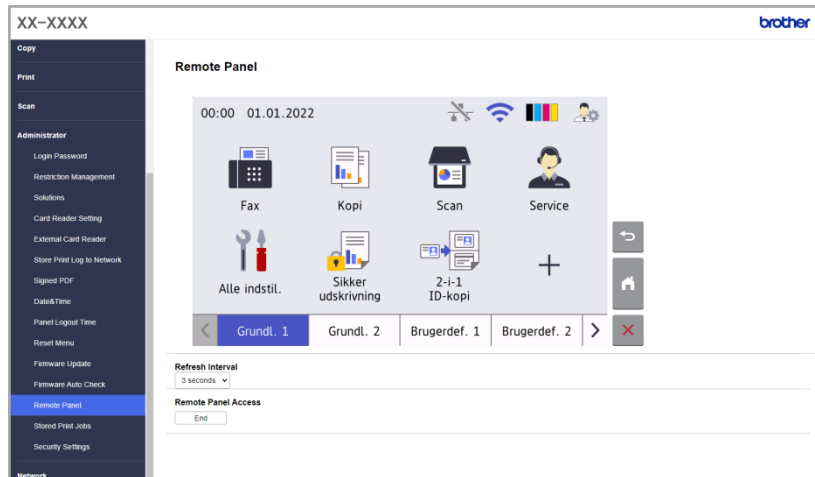 XX-XXXX
brother
Copy
Print
Scan
Administrator
Login Password
Restriction Management
Solutions
Card Reader Setting
External Card Reader
Store Print Log to Network
Signed PDF
Date&Time
Panel Logout Time
Reset Menu
Firmware Update
Firmware Auto Check
Remote Panel
Stored Print Jobs
Security Settings
Network
Remote Panel
00:00 01.01.2022
Fax Kopi Scan Service
Alle indstil. Sikker udskrivning 2-i-1 ID-kopi
Grundl. 1 Grundl. 2 Brugerdef. 1 Brugerdef. 2
Refresh Interval
3 seconds
Remote Panel Access
End